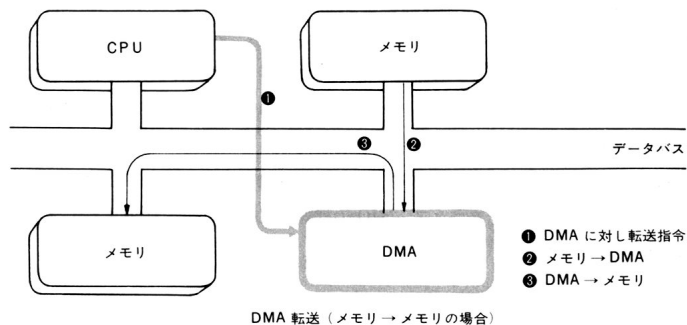 CPU
メモリ
❶
❸
❷
データバス
メモリ
DMA
❶ DMA に対し転送指令
❷ メモリ→DMA
❸ DMA→メモリ
DMA 転送（メモリ→メモリの場合）